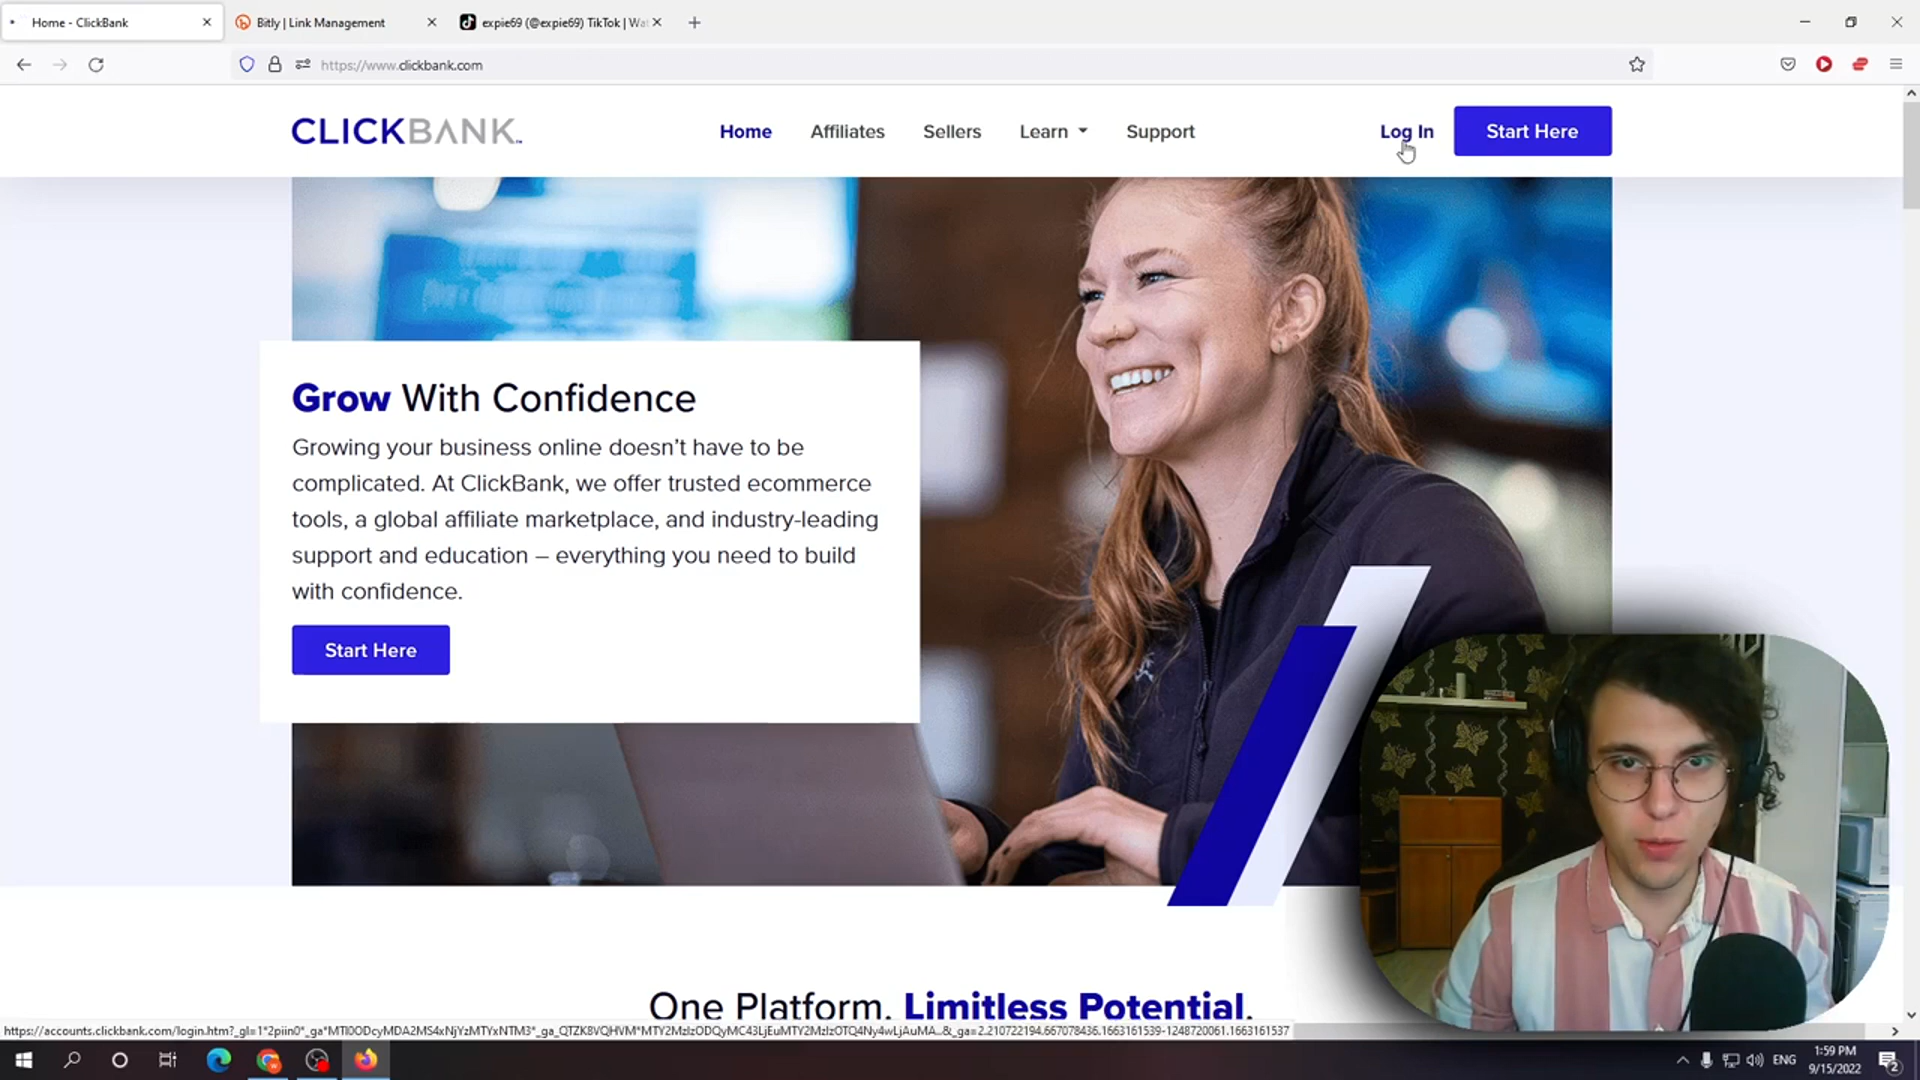 Home - ClickBank
Bitly | Link Management
expie69 (@expie69) TikTok | Wat
https://www.clickbank.com
CLICKBANK
Home
Affiliates
Sellers
Learn
Support
Log In
Start Here
Grow With Confidence
Growing your business online doesn’t have to be
complicated. At ClickBank, we offer trusted ecommerce
tools, a global affiliate marketplace, and industry-leading
support and education – everything you need to build
with confidence.
Start Here
One Platform. Limitless Potential.
ENG
1:59 PM
9/15/2022
2